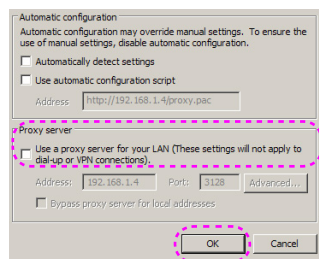 Automatic configuration
Automatic configuration may override manual settings. To ensure the
use of manual settings, disable automatic configuration.
Automatically detect settings
Use automatic configuration script
Address http://192.168.1.4/proxy.pac
Proxy server
Use a proxy server for your LAN (These settings will not apply to
dial-up or VPN connections).
Address: 192.168.1.4 Port: 3128 Advanced...
Bypass proxy server for local addresses
OK Cancel